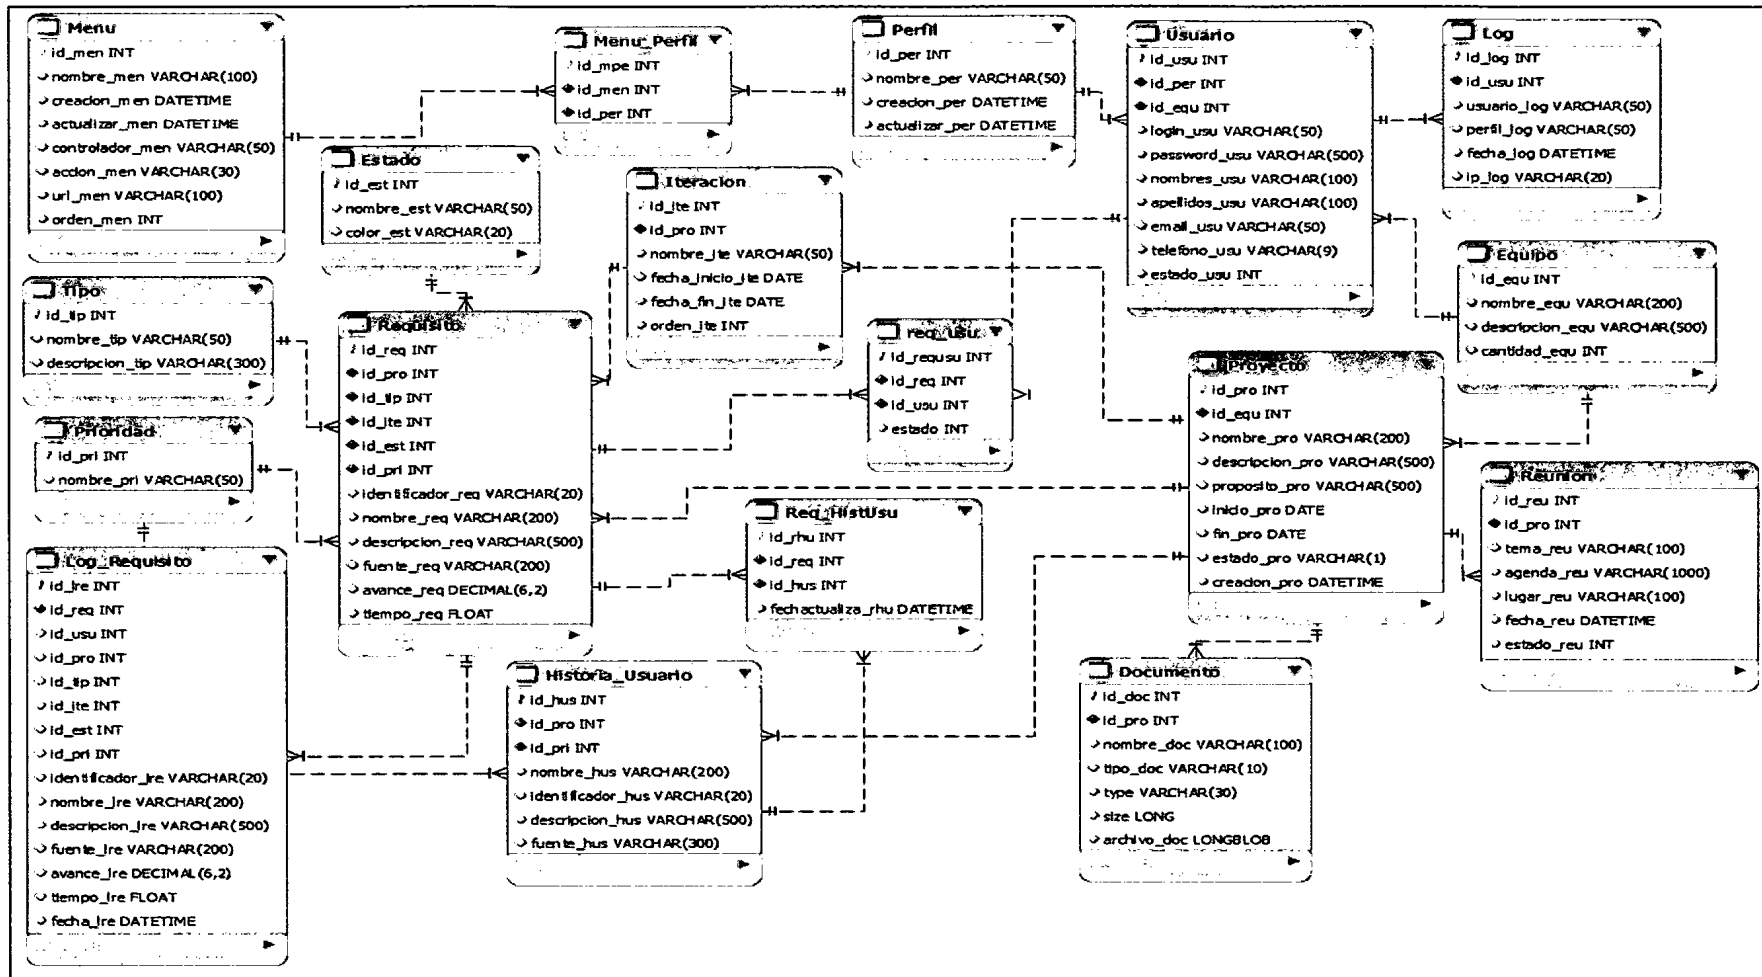 Menu
id_men INT
nombre_men VARCHAR(100)
creacion_men DATETIME
actualizar_men DATETIME
controlador_men VARCHAR(50)
accion_men VARCHAR(30)
url_men VARCHAR(100)
orden_men INT
Menu_Perfil
id_mpe INT
id_men INT
id_per INT
Perfil
id_per INT
nombre_per VARCHAR(50)
creacion_per DATETIME
actualizar_per DATETIME
Usuario
id_usu INT
id_per INT
id_equ INT
login_usu VARCHAR(50)
password_usu VARCHAR(500)
nombres_usu VARCHAR(100)
apellidos_usu VARCHAR(100)
email_usu VARCHAR(50)
telefono_usu VARCHAR(9)
estado_usu INT
Log
id_log INT
id_usu INT
usuario_log VARCHAR(50)
perfil_log VARCHAR(50)
fecha_log DATETIME
ip_log VARCHAR(20)
Estado
id_est INT
nombre_est VARCHAR(50)
color_est VARCHAR(20)
Iteracion
id_ite INT
id_pro INT
nombre_ite VARCHAR(50)
fecha_inicio_ite DATE
fecha_fin_ite DATE
orden_ite INT
Equipo
id_equ INT
nombre_equ VARCHAR(200)
descripcion_equ VARCHAR(500)
cantidad_equ INT
Tipo
id_tip INT
nombre_tip VARCHAR(50)
descripcion_tip VARCHAR(300)
Requisito
id_req INT
id_pro INT
id_tip INT
id_ite INT
id_est INT
id_pri INT
identificador_req VARCHAR(20)
nombre_req VARCHAR(200)
descripcion_req VARCHAR(500)
fuente_req VARCHAR(200)
avance_req DECIMAL(6,2)
tiempo_req FLOAT
req_usu
id_requsu INT
id_req INT
id_usu INT
estado INT
Proyecto
id_pro INT
id_equ INT
nombre_pro VARCHAR(200)
descripcion_pro VARCHAR(500)
proposito_pro VARCHAR(500)
inicio_pro DATE
fin_pro DATE
estado_pro VARCHAR(1)
creacion_pro DATETIME
Prioridad
id_pri INT
nombre_pri VARCHAR(50)
Reunion
id_reu INT
id_pro INT
tema_reu VARCHAR(100)
agenda_reu VARCHAR(1000)
lugar_reu VARCHAR(100)
fecha_reu DATETIME
estado_reu INT
Req_HistUsu
id_rhu INT
id_req INT
id_hus INT
fechactualiza_rhu DATETIME
Log_Requisito
id_lre INT
id_req INT
id_usu INT
id_pro INT
id_tip INT
id_ite INT
id_est INT
id_pri INT
identificador_lre VARCHAR(20)
nombre_lre VARCHAR(200)
descripcion_lre VARCHAR(500)
fuente_lre VARCHAR(200)
avance_lre DECIMAL(6,2)
tiempo_lre FLOAT
fecha_lre DATETIME
Historia_Usuario
id_hus INT
id_pro INT
id_pri INT
nombre_hus VARCHAR(200)
identificador_hus VARCHAR(20)
descripcion_hus VARCHAR(500)
fuente_hus VARCHAR(300)
Documento
id_doc INT
id_pro INT
nombre_doc VARCHAR(100)
tipo_doc VARCHAR(10)
type VARCHAR(30)
size LONG
archivo_doc LONGBLOB